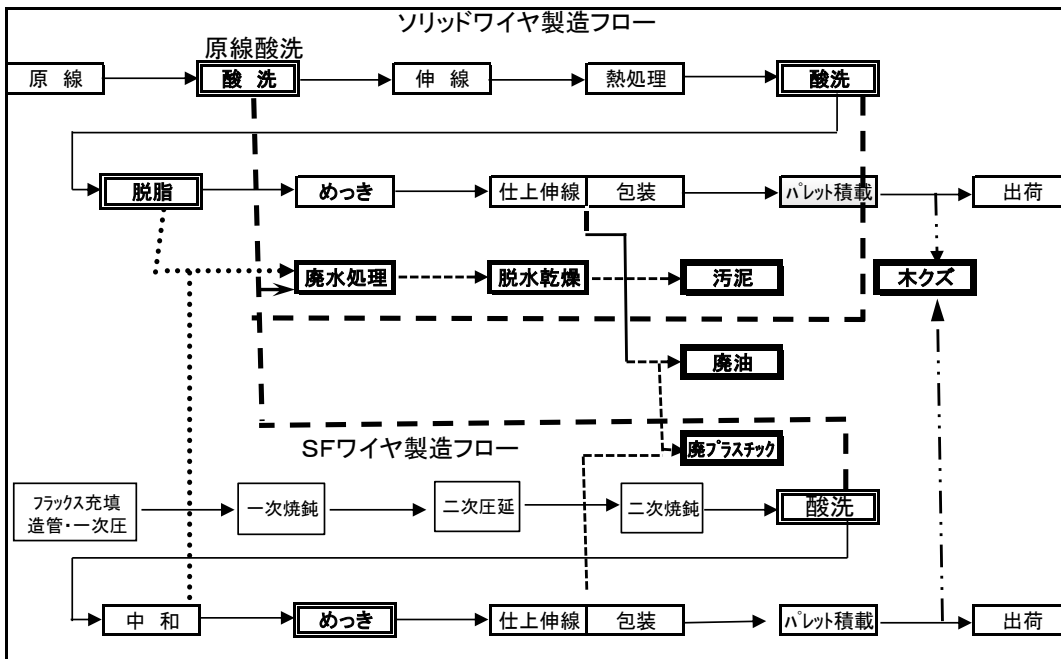 ソリッドワイヤ製造フロー
原線酸洗
原 線
酸 洗
伸 線
熱処理
酸洗
脱脂
めっき
仕上伸線
包装
パレット積載
出荷
廃水処理
脱水乾燥
汚泥
木クズ
廃油
SFワイヤ製造フロー
廃プラスチック
フラックス充填
造管・一次圧
一次焼鈍
二次圧延
二次焼鈍
酸洗
中 和
めっき
仕上伸線
包装
パレット積載
出荷